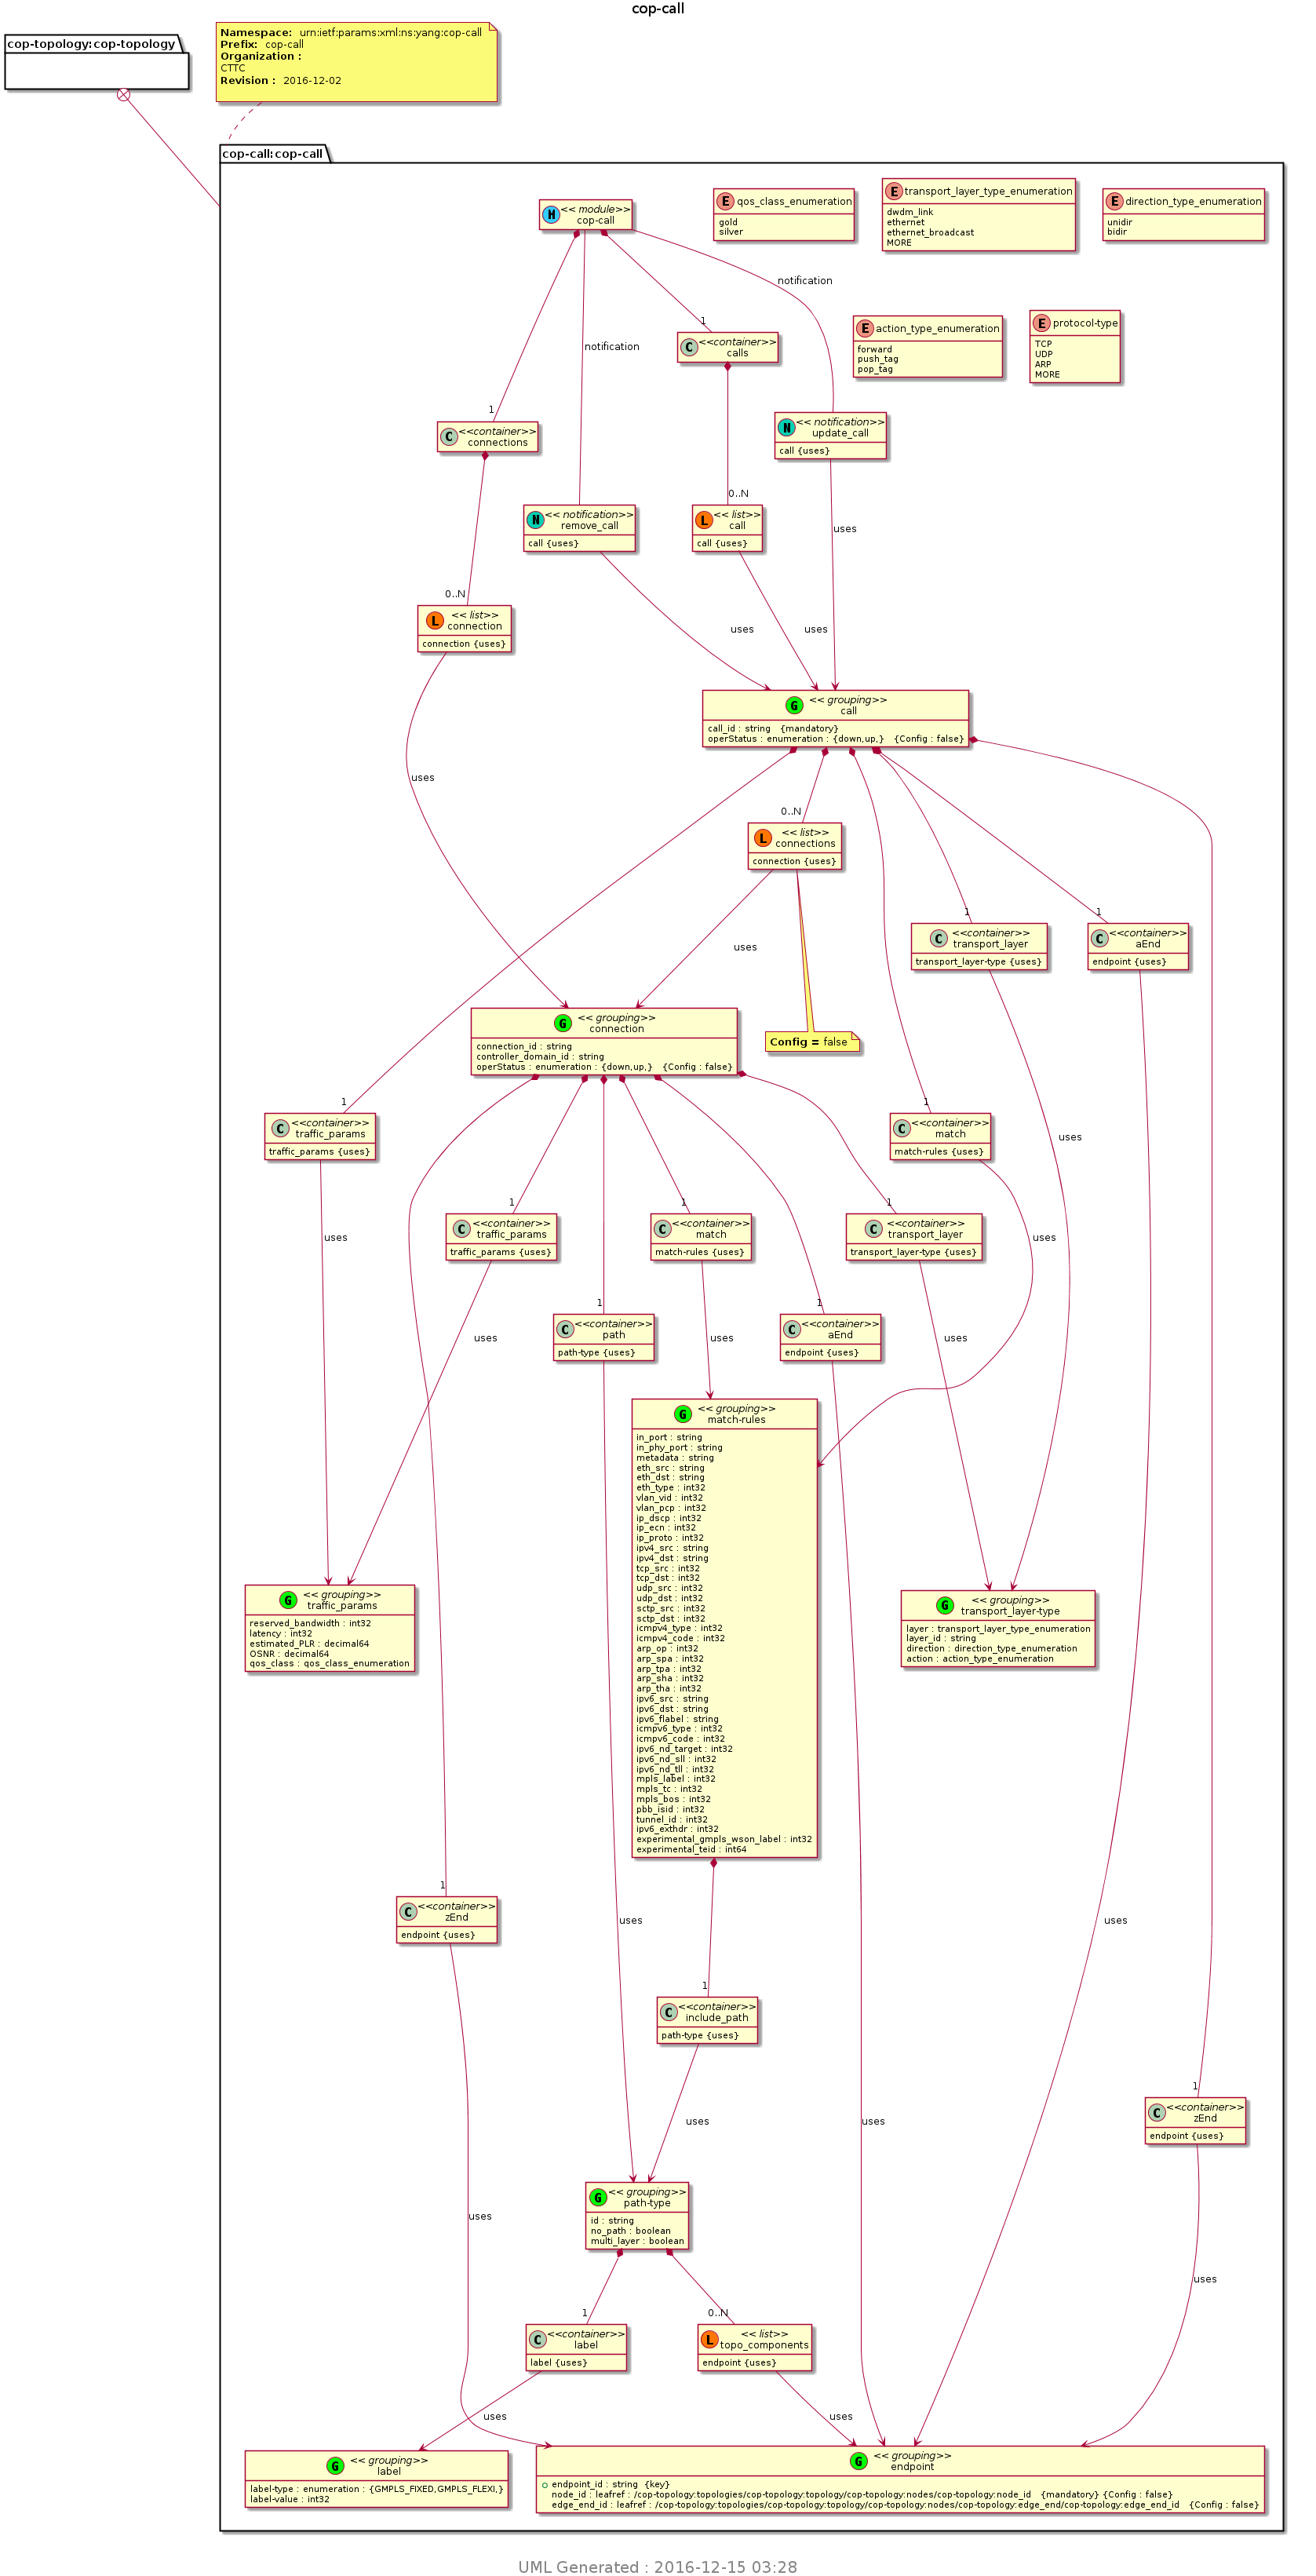 cop-call
cop-topology:cop-topology
Namespace: urn:ietf:params:xml:ns:yang:cop-call
Prefix: cop-call
Organization :
CTTC
Revision : 2016-12-02
cop-call:cop-call
M << module>>
cop-call
E qos_class_enumeration
gold
silver
E transport_layer_type_enumeration
dwdm_link
ethernet
ethernet_broadcast
MORE
E direction_type_enumeration
unidir
bidir
notification
notification
1
C <<container>>
calls
E action_type_enumeration
forward
push_tag
pop_tag
E protocol-type
TCP
UDP
ARP
MORE
1
C <<container>>
connections
N << notification>>
update_call
call {uses}
0..N
N << notification>>
remove_call
call {uses}
L << list>>
call
call {uses}
uses
0..N
L << list>>
connection
connection {uses}
uses
uses
G << grouping>>
call
call_id : string {mandatory}
operStatus : enumeration : {down,up,} {Config : false}
uses
0..N
L << list>>
connections
connection {uses}
1
C <<container>>
transport_layer
transport_layer-type {uses}
1
C <<container>>
aEnd
endpoint {uses}
uses
G << grouping>>
connection
connection_id : string
controller_domain_id : string
operStatus : enumeration : {down,up,} {Config : false}
Config = false
1
C <<container>>
traffic_params
traffic_params {uses}
1
C <<container>>
match
match-rules {uses}
uses
1
C <<container>>
traffic_params
traffic_params {uses}
1
C <<container>>
match
match-rules {uses}
1
C <<container>>
transport_layer
transport_layer-type {uses}
uses
uses
1
C <<container>>
path
path-type {uses}
1
C <<container>>
aEnd
endpoint {uses}
uses
uses
uses
G << grouping>>
match-rules
in_port : string
in_phy_port : string
metadata : string
eth_src : string
eth_dst : string
eth_type : int32
vlan_vid : int32
vlan_pcp : int32
ip_dscp : int32
ip_ecn : int32
ip_proto : int32
ipv4_src : string
ipv4_dst : string
tcp_src : int32
tcp_dst : int32
udp_src : int32
udp_dst : int32
sctp_src : int32
sctp_dst : int32
icmpv4_type : int32
icmpv4_code : int32
arp_op : int32
arp_spa : int32
arp_tpa : int32
arp_sha : int32
arp_tha : int32
ipv6_src : string
ipv6_dst : string
ipv6_flabel : string
icmpv6_type : int32
icmpv6_code : int32
ipv6_nd_target : int32
ipv6_nd_sll : int32
ipv6_nd_tll : int32
mpls_label : int32
mpls_tc : int32
mpls_bos : int32
pbb_isid : int32
tunnel_id : int32
ipv6_exthdr : int32
experimental_gmpls_wson_label : int32
experimental_teid : int64
G << grouping>>
traffic_params
reserved_bandwidth : int32
latency : int32
estimated_PLR : decimal64
OSNR : decimal64
qos_class : qos_class_enumeration
G << grouping>>
transport_layer-type
layer : transport_layer_type_enumeration
layer_id : string
direction : direction_type_enumeration
action : action_type_enumeration
1
C <<container>>
zEnd
endpoint {uses}
uses
uses
1
C <<container>>
include_path
path-type {uses}
1
C <<container>>
zEnd
endpoint {uses}
uses
uses
G << grouping>>
path-type
id : string
no_path : boolean
multi_layer : boolean
uses
uses
1
C <<container>>
label
label {uses}
0..N
L << list>>
topo_components
endpoint {uses}
uses
uses
G << grouping>>
label
label-type : enumeration : {GMPLS_FIXED,GMPLS_FLEXI,}
label-value : int32
G << grouping>>
endpoint
endpoint_id : string {key}
node_id : leafref : /cop-topology:topologies/cop-topology:topology/cop-topology:nodes/cop-topology:node_id {mandatory} {Config : false}
edge_end_id : leafref : /cop-topology:topologies/cop-topology:topology/cop-topology:nodes/cop-topology:edge_end/cop-topology:edge_end_id {Config : false}
UML Generated : 2016-12-15 03:28